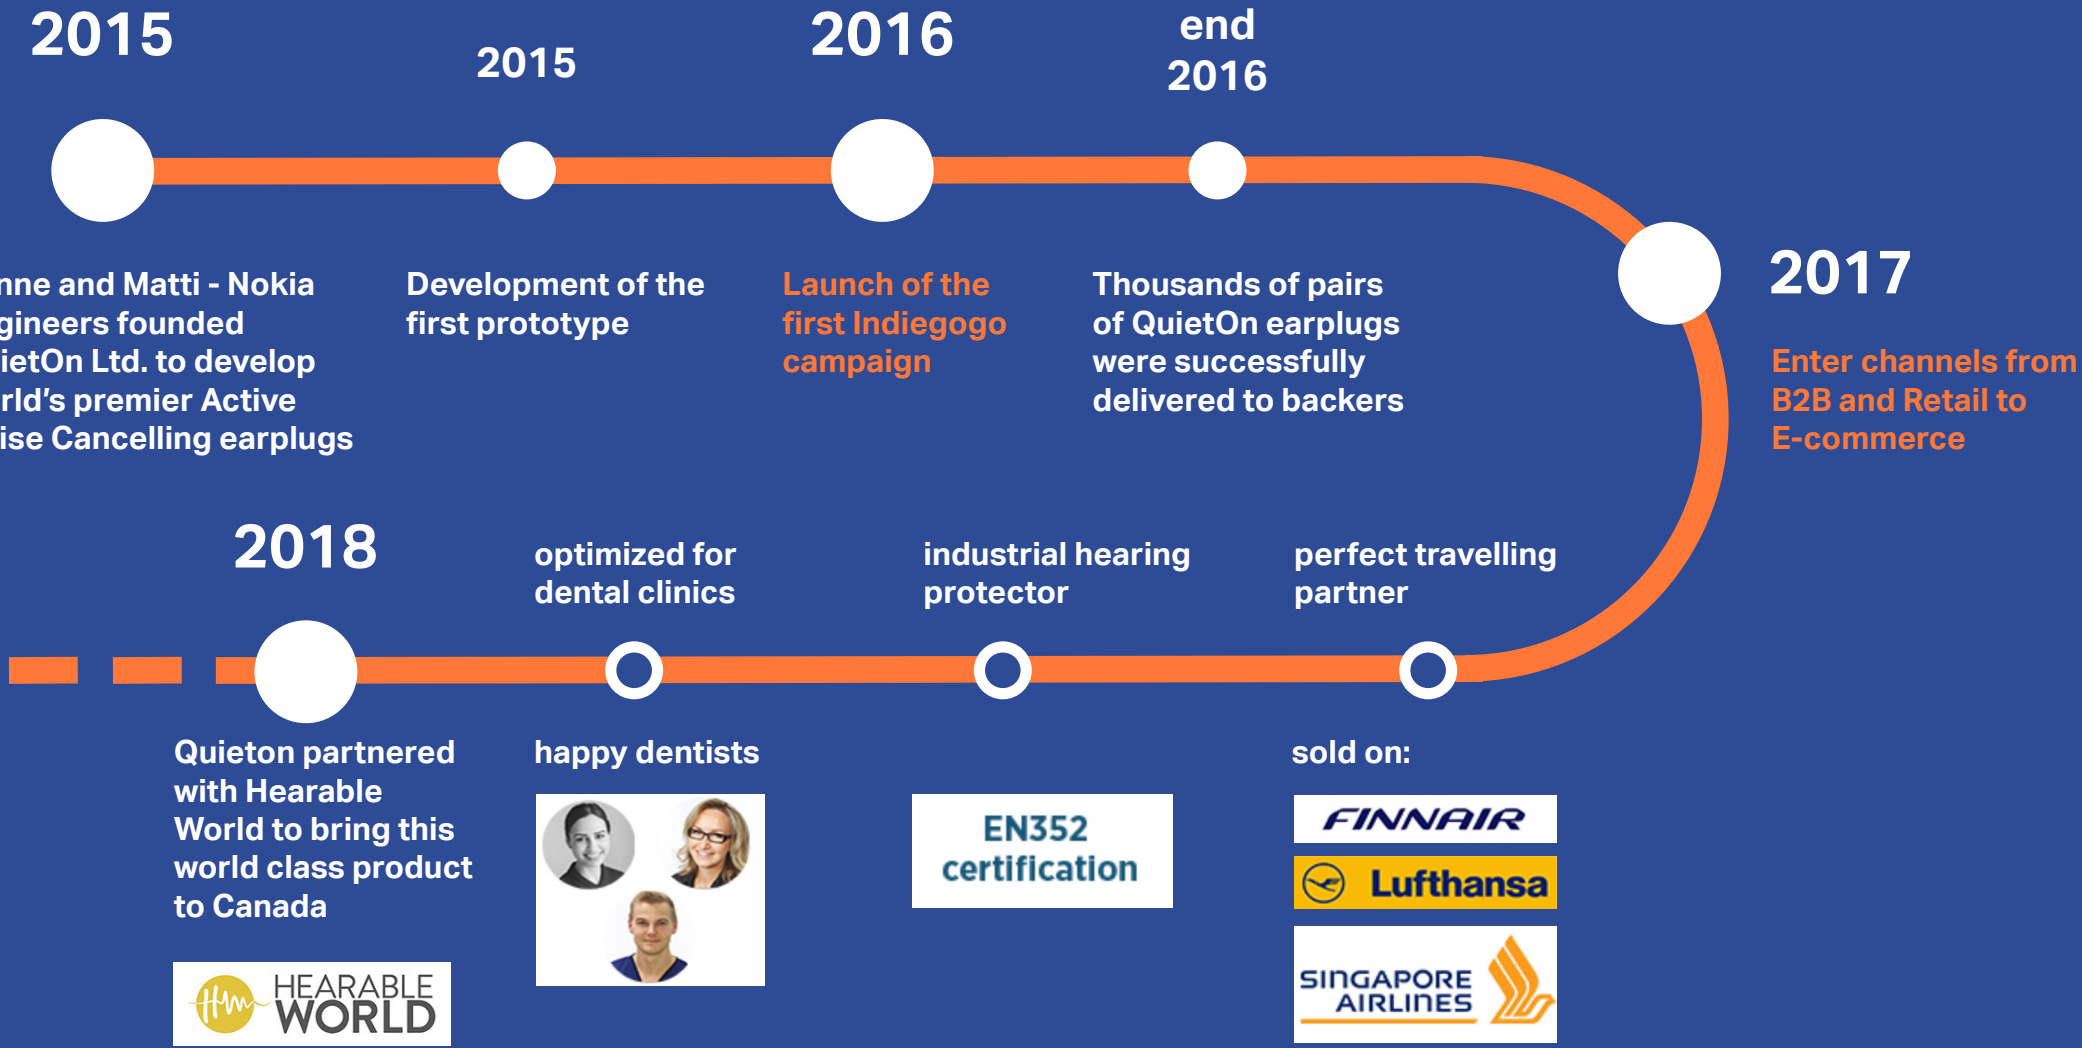 2015
2015
2016
end
2016
nne and Matti - Nokia
gineers founded
ietOn Ltd. to develop
rld's premier Active
ise Cancelling earplugs
Development of the
first prototype
Launch of the
first Indiegogo
campaign
Thousands of pairs
of QuietOn earplugs
were successfully
delivered to backers
2017
Enter channels from
B2B and Retail to
E-commerce
2018
optimized for
dental clinics
industrial hearing
protector
perfect travelling
partner
Quieton partnered
with Hearable
World to bring this
world class product
to Canada
HEARABLE
WORLD
happy dentists
EN352
certification
sold on:
FINNAIR
Lufthansa
SINGAPORE
AIRLINES